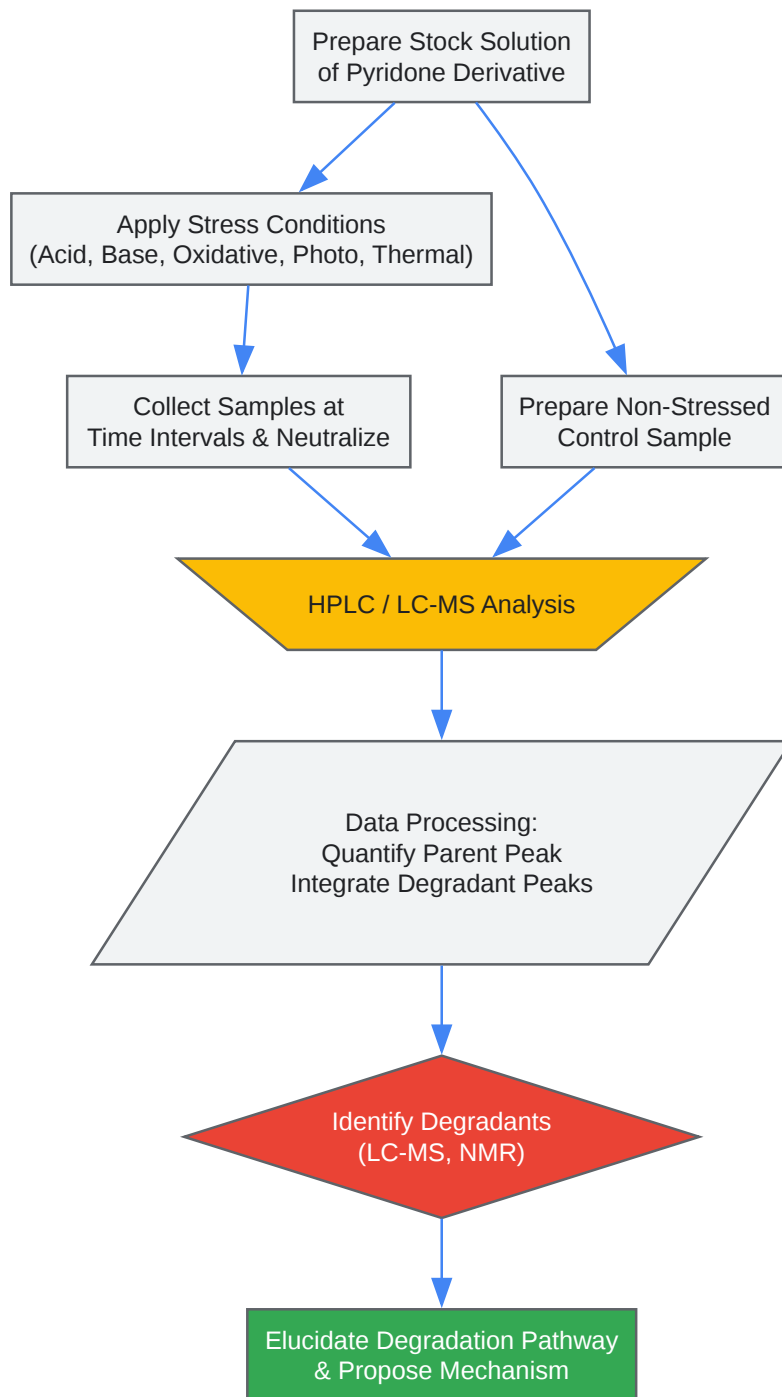 Prepare Stock Solution
of Pyridone Derivative
Apply Stress Conditions
(Acid, Base, Oxidative, Photo, Thermal)
Collect Samples at
Time Intervals & Neutralize
Prepare Non-Stressed
Control Sample
HPLC / LC-MS Analysis
Data Processing:
Quantify Parent Peak
Integrate Degradant Peaks
Identify Degradants
(LC-MS, NMR)
Elucidate Degradation Pathway
& Propose Mechanism